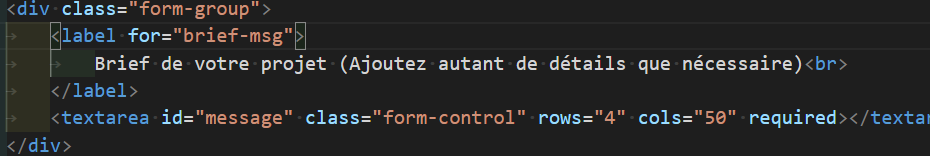 <div class="form-group">
<label for="brief-msg">
Brief de votre projet (Ajoutez autant de détails que nécessaire)<br>
</label>
<textarea id="message" class="form-control" rows="4" cols="50" required></textar
</div>